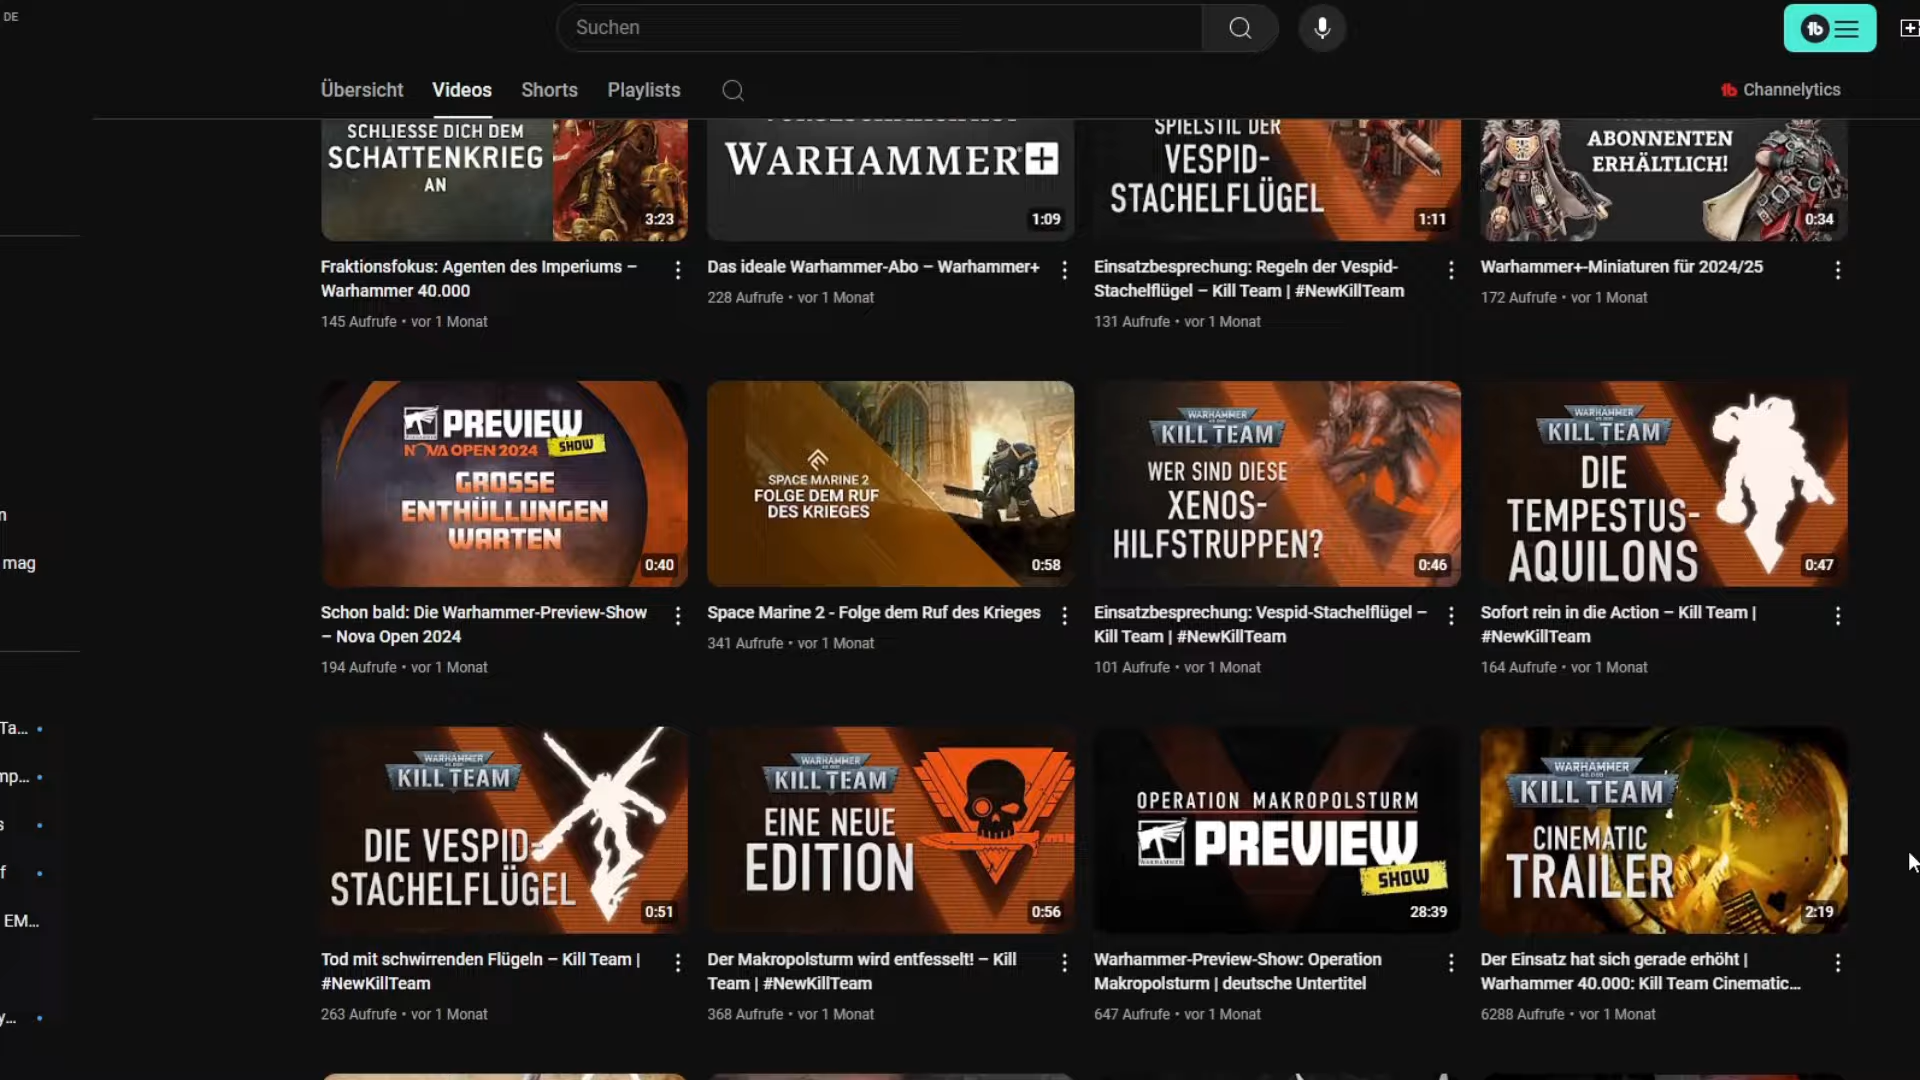 DE
Suchen
Übersicht
Videos
Shorts
Playlists
Channelytics
SCHLIESSE DICH DEM
SCHATTENKRIEG
AN
3:23
WARHAMMER+
1:09
SPIELSTIL DER
VESPID-
STACHELFLÜGEL
1:11
ABONNENTEN
ERHÄLTLICH!
0:34
Fraktionsfokus: Agenten des Imperiums –
Warhammer 40.000
145 Aufrufe • vor 1 Monat
Das ideale Warhammer-Abo – Warhammer+
228 Aufrufe • vor 1 Monat
Einsatzbesprechung: Regeln der Vespid-
Stachelflügel – Kill Team | #NewKillTeam
131 Aufrufe • vor 1 Monat
Warhammer+-Miniaturen für 2024/25
172 Aufrufe • vor 1 Monat
PREVIEW
SHOW
NOVA OPEN 2024
GROSSE
ENTHÜLLUNGEN
WARTEN
0:40
SPACE MARINE 2
FOLGE DEM RUF
DES KRIEGES
0:58
WARHAMMER
40.000
KILL TEAM
WER SIND DIESE
XENOS-
HILFSTRUPPEN?
0:46
WARHAMMER
40.000
KILL TEAM
DIE
TEMPESTUS-
AQUILONS
0:47
n
mag
Schon bald: Die Warhammer-Preview-Show
– Nova Open 2024
194 Aufrufe • vor 1 Monat
Space Marine 2 - Folge dem Ruf des Krieges
341 Aufrufe • vor 1 Monat
Einsatzbesprechung: Vespid-Stachelflügel –
Kill Team | #NewKillTeam
101 Aufrufe • vor 1 Monat
Sofort rein in die Action – Kill Team |
#NewKillTeam
164 Aufrufe • vor 1 Monat
Ta...
mp...
s
f
EM...
y...
WARHAMMER
40.000
KILL TEAM
DIE VESPID-
STACHELFLÜGEL
0:51
WARHAMMER
40.000
KILL TEAM
EINE NEUE
EDITION
0:56
OPERATION MAKROPOLSTURM
WARHAMMER
PREVIEW
SHOW
28:39
WARHAMMER
40.000
KILL TEAM
CINEMATIC
TRAILER
2:19
Tod mit schwirrenden Flügeln – Kill Team |
#NewKillTeam
263 Aufrufe • vor 1 Monat
Der Makropolsturm wird entfesselt! – Kill
Team | #NewKillTeam
368 Aufrufe • vor 1 Monat
Warhammer-Preview-Show: Operation
Makropolsturm | deutsche Untertitel
647 Aufrufe • vor 1 Monat
Der Einsatz hat sich gerade erhöht |
Warhammer 40.000: Kill Team Cinematic...
6288 Aufrufe • vor 1 Monat